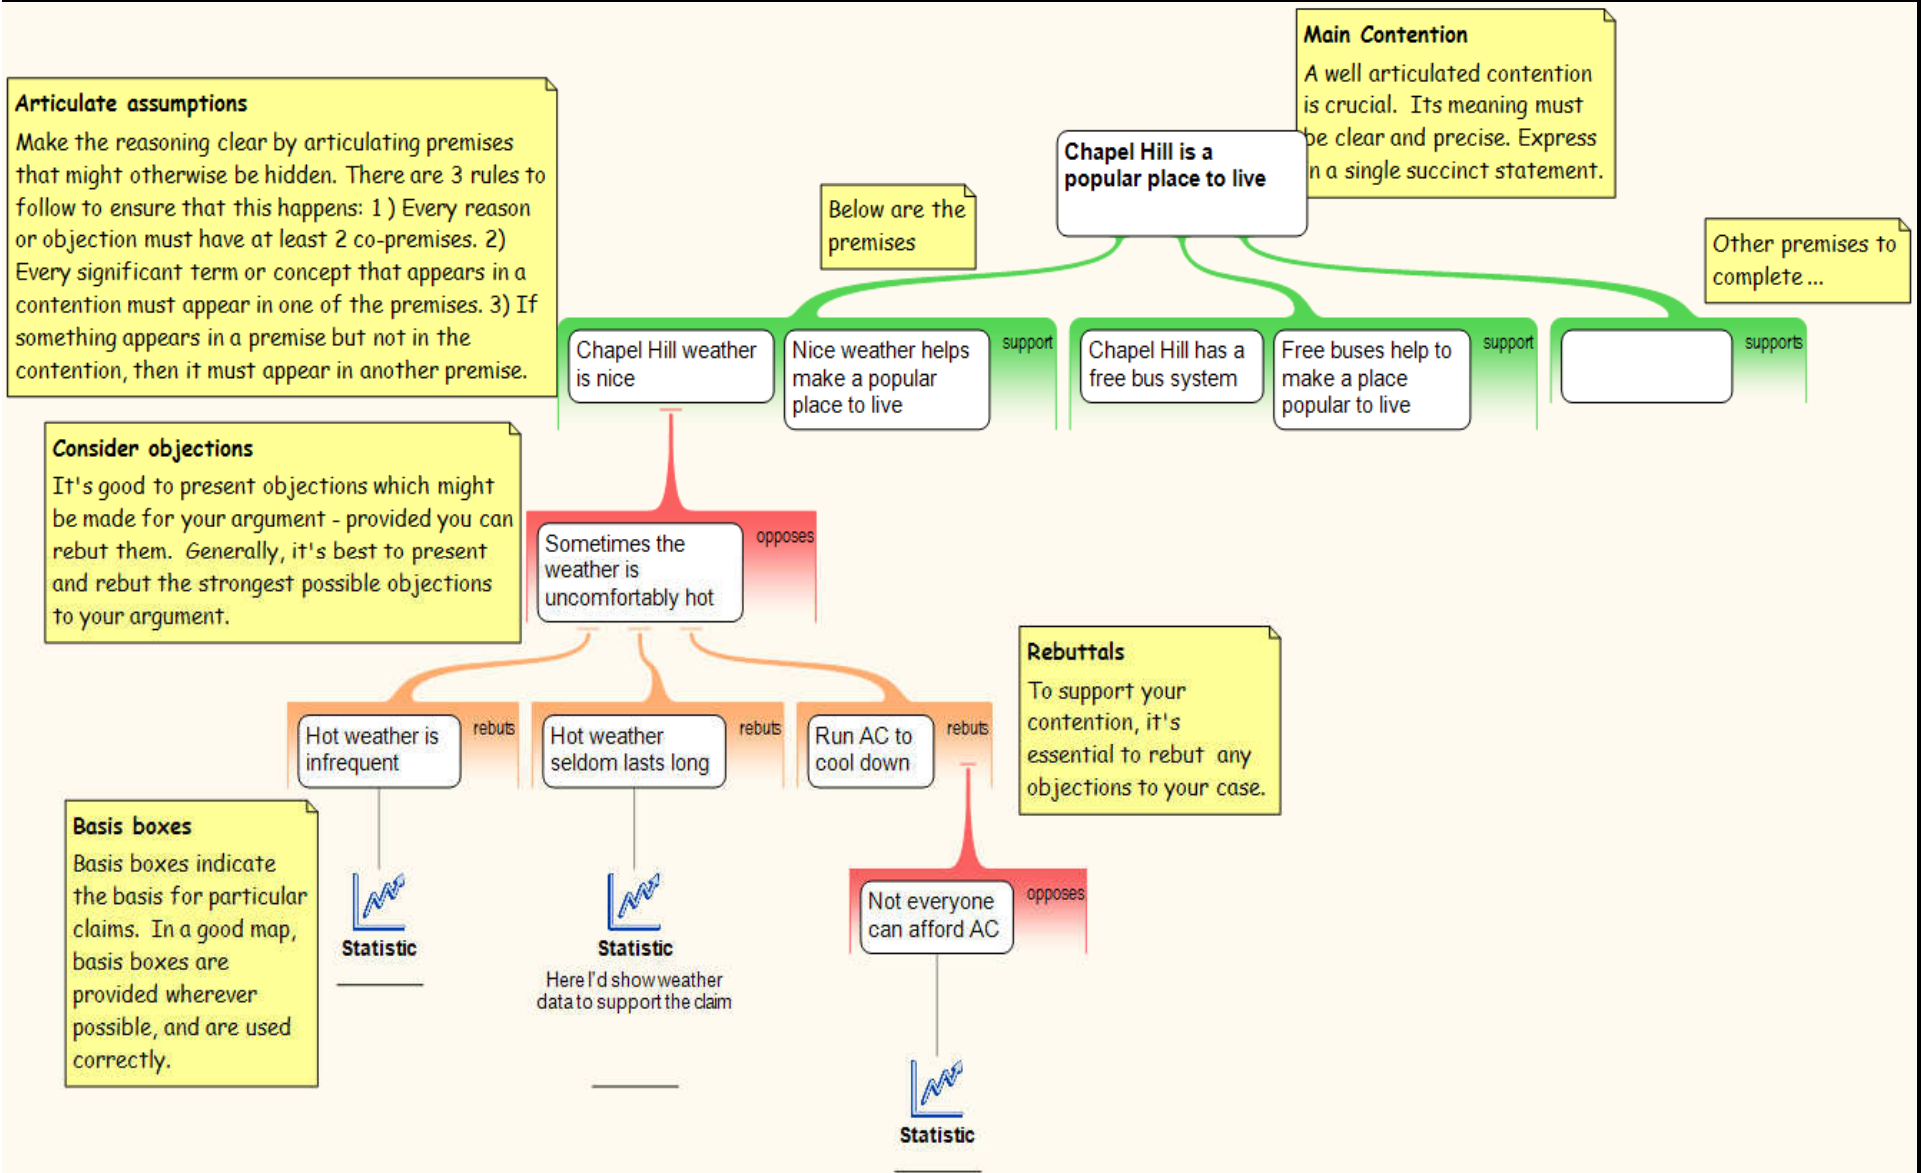 Main Contention
A well articulated contention
is crucial.  Its meaning must
be clear and precise. Express
n a single succinct statement.
Articulate assumptions
Make the reasoning clear by articulating premises
that might otherwise be hidden. There are 3 rules to
follow to ensure that this happens: 1 ) Every reason
or objection must have at least 2 co-premises. 2)
Every significant term or concept that appears in a
contention must appear in one of the premises. 3) If
something appears in a premise but not in the
contention, then it must appear in another premise.
Chapel Hill is a
popular place to live
Below are the
premises
Other premises to
complete ...
Chapel Hill weather
is nice
Nice weather helps
make a popular
place to live
support
Chapel Hill has a
free bus system
Free buses help to
make a place
popular to live
support
supports
Consider objections
It's good to present objections which might
be made for your argument - provided you can
rebut them.  Generally, it's best to present
and rebut the strongest possible objections
to your argument.
Sometimes the
weather is
uncomfortably hot
opposes
Rebuttals
To support your
contention, it's
essential to rebut  any
objections to your case.
Hot weather is
infrequent
rebuts
Hot weather
seldom lasts long
rebuts
Run AC to
cool down
rebuts
Basis boxes
Basis boxes indicate
the basis for particular
claims.  In a good map,
basis boxes are
provided wherever
possible, and are used
correctly.
Statistic
Statistic
Here I'd show weather
data to support the claim
Not everyone
can afford AC
opposes
Statistic